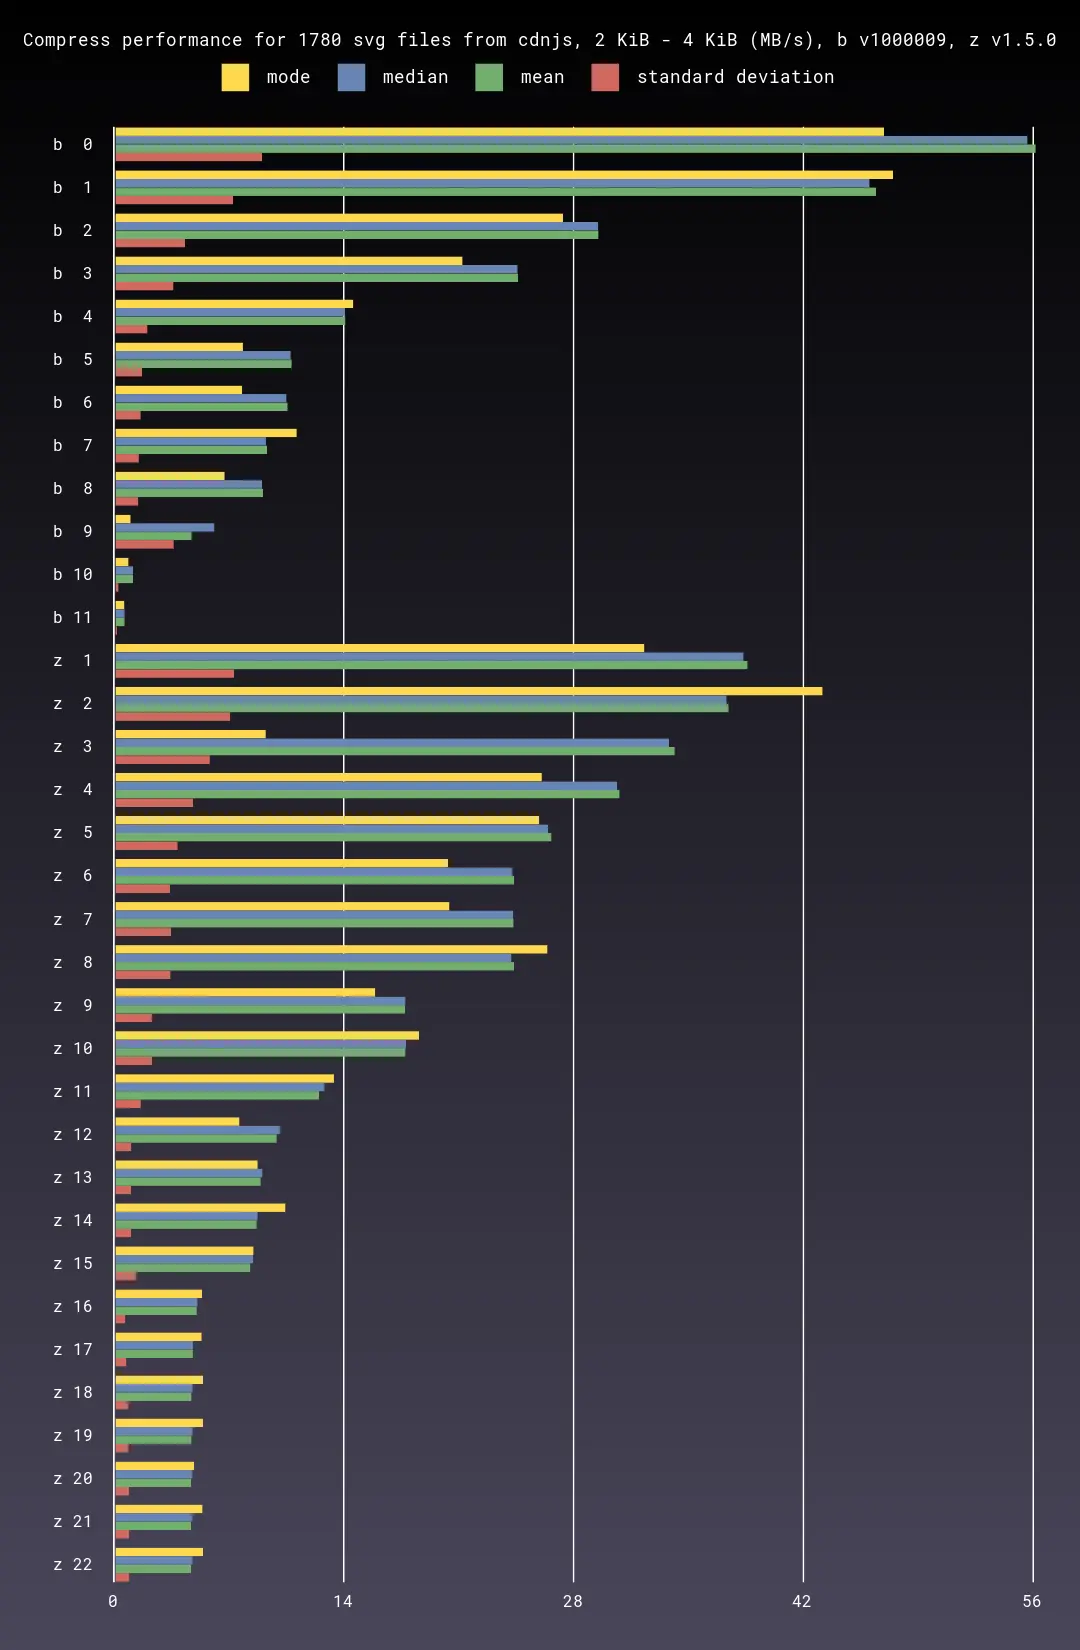 Compress performance for 1780 svg files from cdnjs, 2 KiB - 4 KiB (MB/s), b v1000009, z v1.5.0
mode median mean standard deviation
b 0
b 1
b 2
b 3
b 4
b 5
b 6
b 7
b 8
b 9
b 10
b 11
z 1
z 2
z 3
z 4
z 5
z 6
z 7
z 8
z 9
z 10
z 11
z 12
z 13
z 14
z 15
z 16
z 17
z 18
z 19
z 20
z 21
z 22
0 14 28 42 56